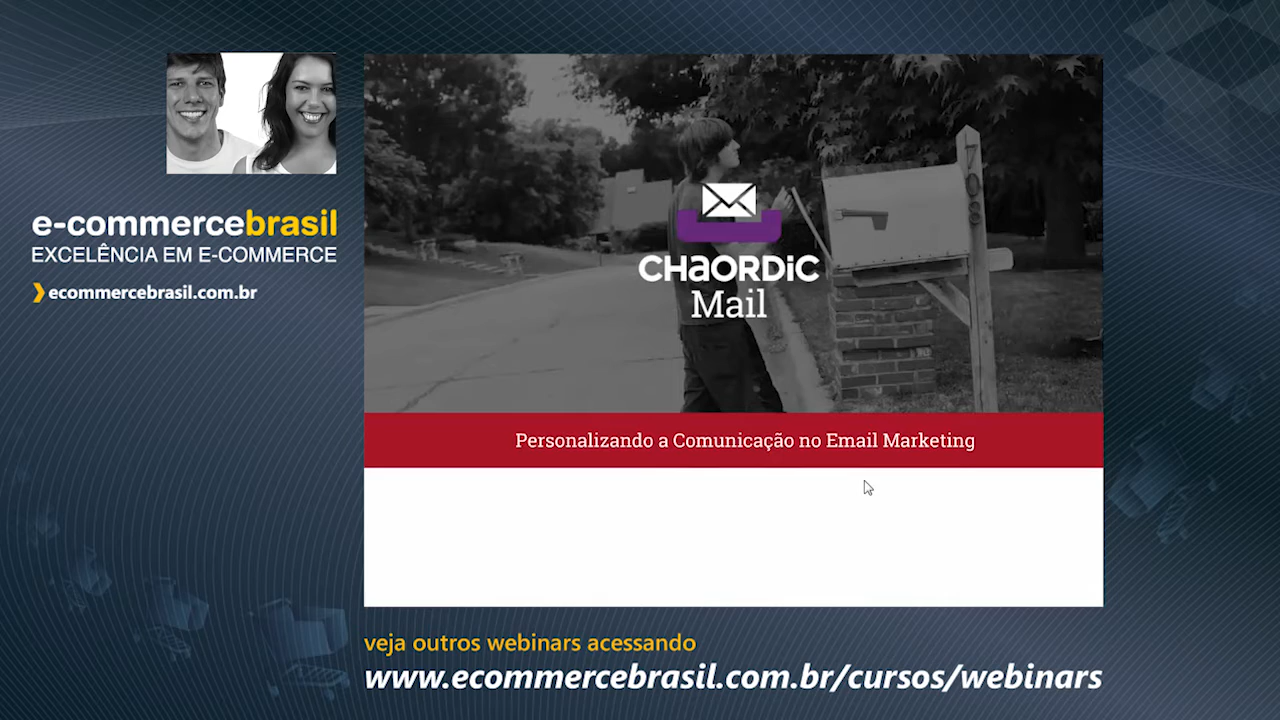 e-commercebrasil
EXCELÊNCIA EM E-COMMERCE
ecommercebrasil.com.br
CHAORDIC
Mail
708
Personalizando a Comunicação no Email Marketing
veja outros webinars acessando
www.ecommercebrasil.com.br/cursos/webinars